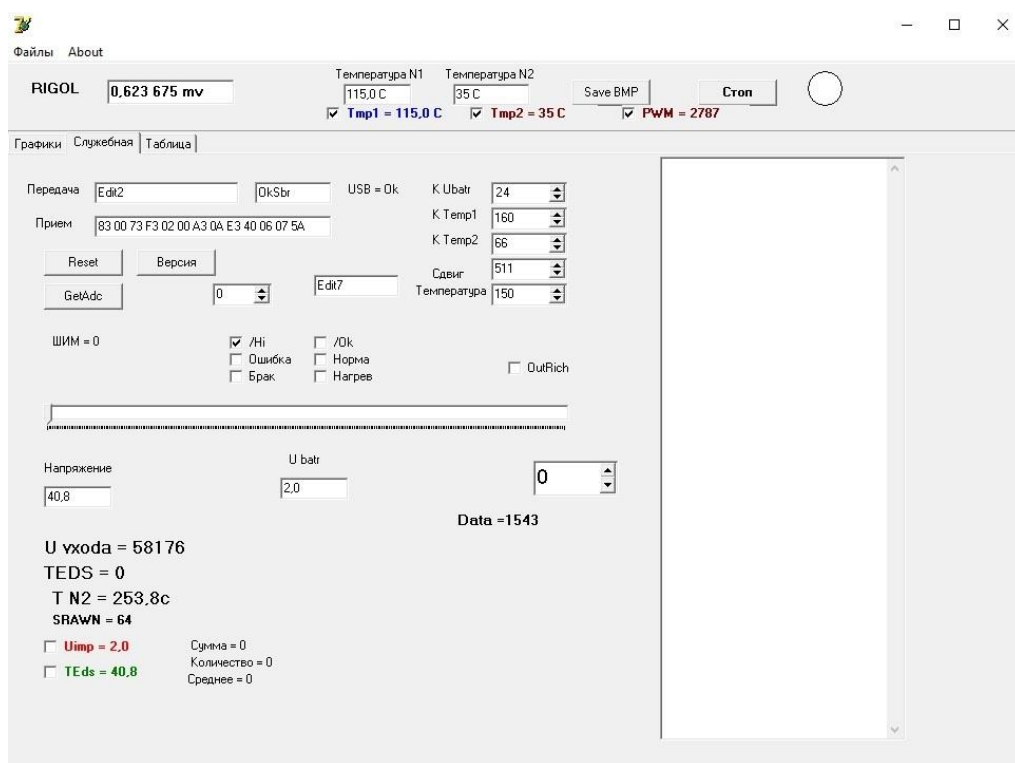 Файлы About
RIGOL 0,623 675 mv
Температура N1 Температура N2
115,0 C 35 C Save BMP Стоп
Tmp1 = 115,0 C Tmp2 = 35 C PWM = 2787
Графики Служебная Таблица
Передача Edit2 OkSbr USB = Ok K Ubatr 24
Прием 83 00 73 F3 02 00 A3 0A E3 40 06 07 5A K Temp1 160
K Temp2 66
Reset Версия Сдвиг 511
GetAdc 0 Edit7 Температура 150
ШИМ = 0 /Hi /Ok
Ошибка Норма OutRich
Брак Нагрев
Напряжение U batr
40,8 2,0 0
Data =1543
U vxoda = 58176
TEDS = 0
T N2 = 253,8c
SRAWN = 64
Uimp = 2,0 Сумма = 0
Количество = 0
TEds = 40,8 Среднее = 0